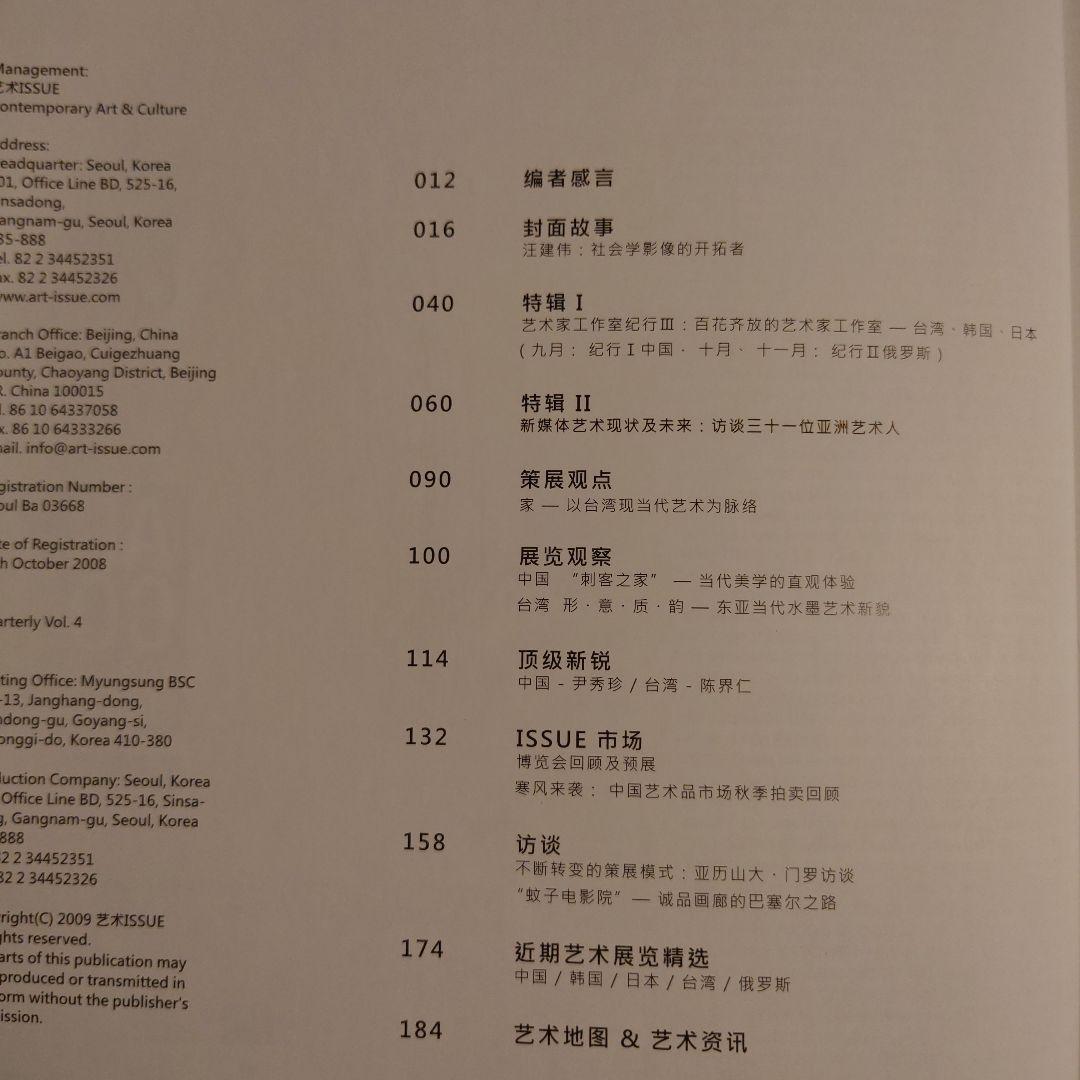 Management:
艺术ISSUE
ontemporary Art & Culture
ddress:
eadquarter: Seoul, Korea
01, Office Line BD, 525-16,
nsadong,
angnam-gu, Seoul, Korea
35-888
el. 82 2 34452351
ax. 82 2 34452326
www.art-issue.com
ranch Office: Beijing, China
o. A1 Beigao, Cuigezhuang
ounty, Chaoyang District, Beijing
R. China 100015
l. 86 10 64337058
x. 86 10 64333266
mail. info@art-issue.com
gistration Number :
oul Ba 03668
te of Registration :
h October 2008
arterly Vol. 4
ting Office: Myungsung BSC
-13, Janghang-dong,
ndong-gu, Goyang-si,
onggi-do, Korea 410-380
luction Company: Seoul, Korea
Office Line BD, 525-16, Sinsa-
g, Gangnam-gu, Seoul, Korea
888
82 2 34452351
82 2 34452326
right(C) 2009 艺术ISSUE
ghts reserved.
arts of this publication may
produced or transmitted in
orm without the publisher's
ission.
012 编者感言
016 封面故事
汪建伟：社会学影像的开拓者
040 特辑 I
艺术家工作室纪行Ⅲ：百花齐放的艺术家工作室 — 台湾、韩国、日本
( 九月： 纪行Ⅰ中国． 十月、 十一月： 纪行Ⅱ俄罗斯 )
060 特辑 II
新媒体艺术现状及未来：访谈三十一位亚洲艺术人
090 策展观点
家 — 以台湾现当代艺术为脉络
100 展览观察
中国 “刺客之家” — 当代美学的直观体验
台湾 形·意·质·韵 — 东亚当代水墨艺术新貌
114 顶级新锐
中国 - 尹秀珍 / 台湾 - 陈界仁
132 ISSUE 市场
博览会回顾及预展
寒风来袭： 中国艺术品市场秋季拍卖回顾
158 访谈
不断转变的策展模式：亚历山大·门罗访谈
“蚊子电影院” — 诚品画廊的巴塞尔之路
174 近期艺术展览精选
中国 / 韩国 / 日本 / 台湾 / 俄罗斯
184 艺术地图 & 艺术资讯